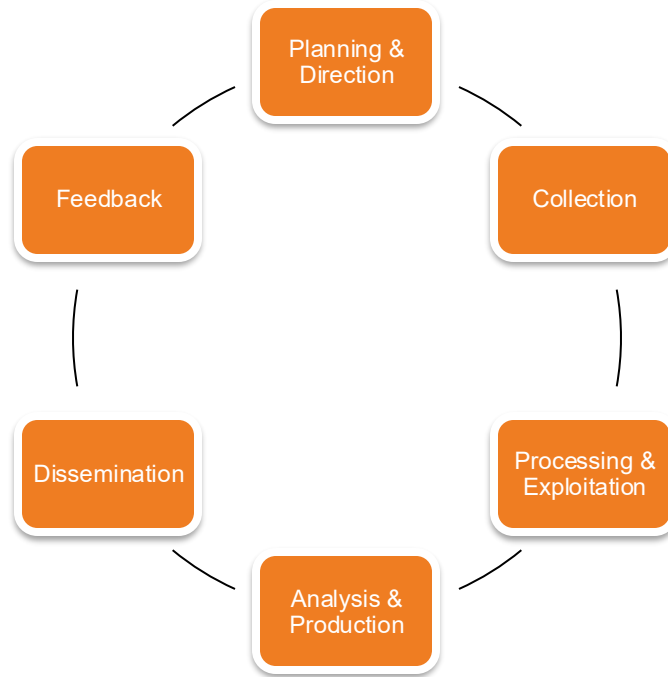 Planning &
Direction
Collection
Processing &
Exploitation
Analysis &
Production
Dissemination
Feedback